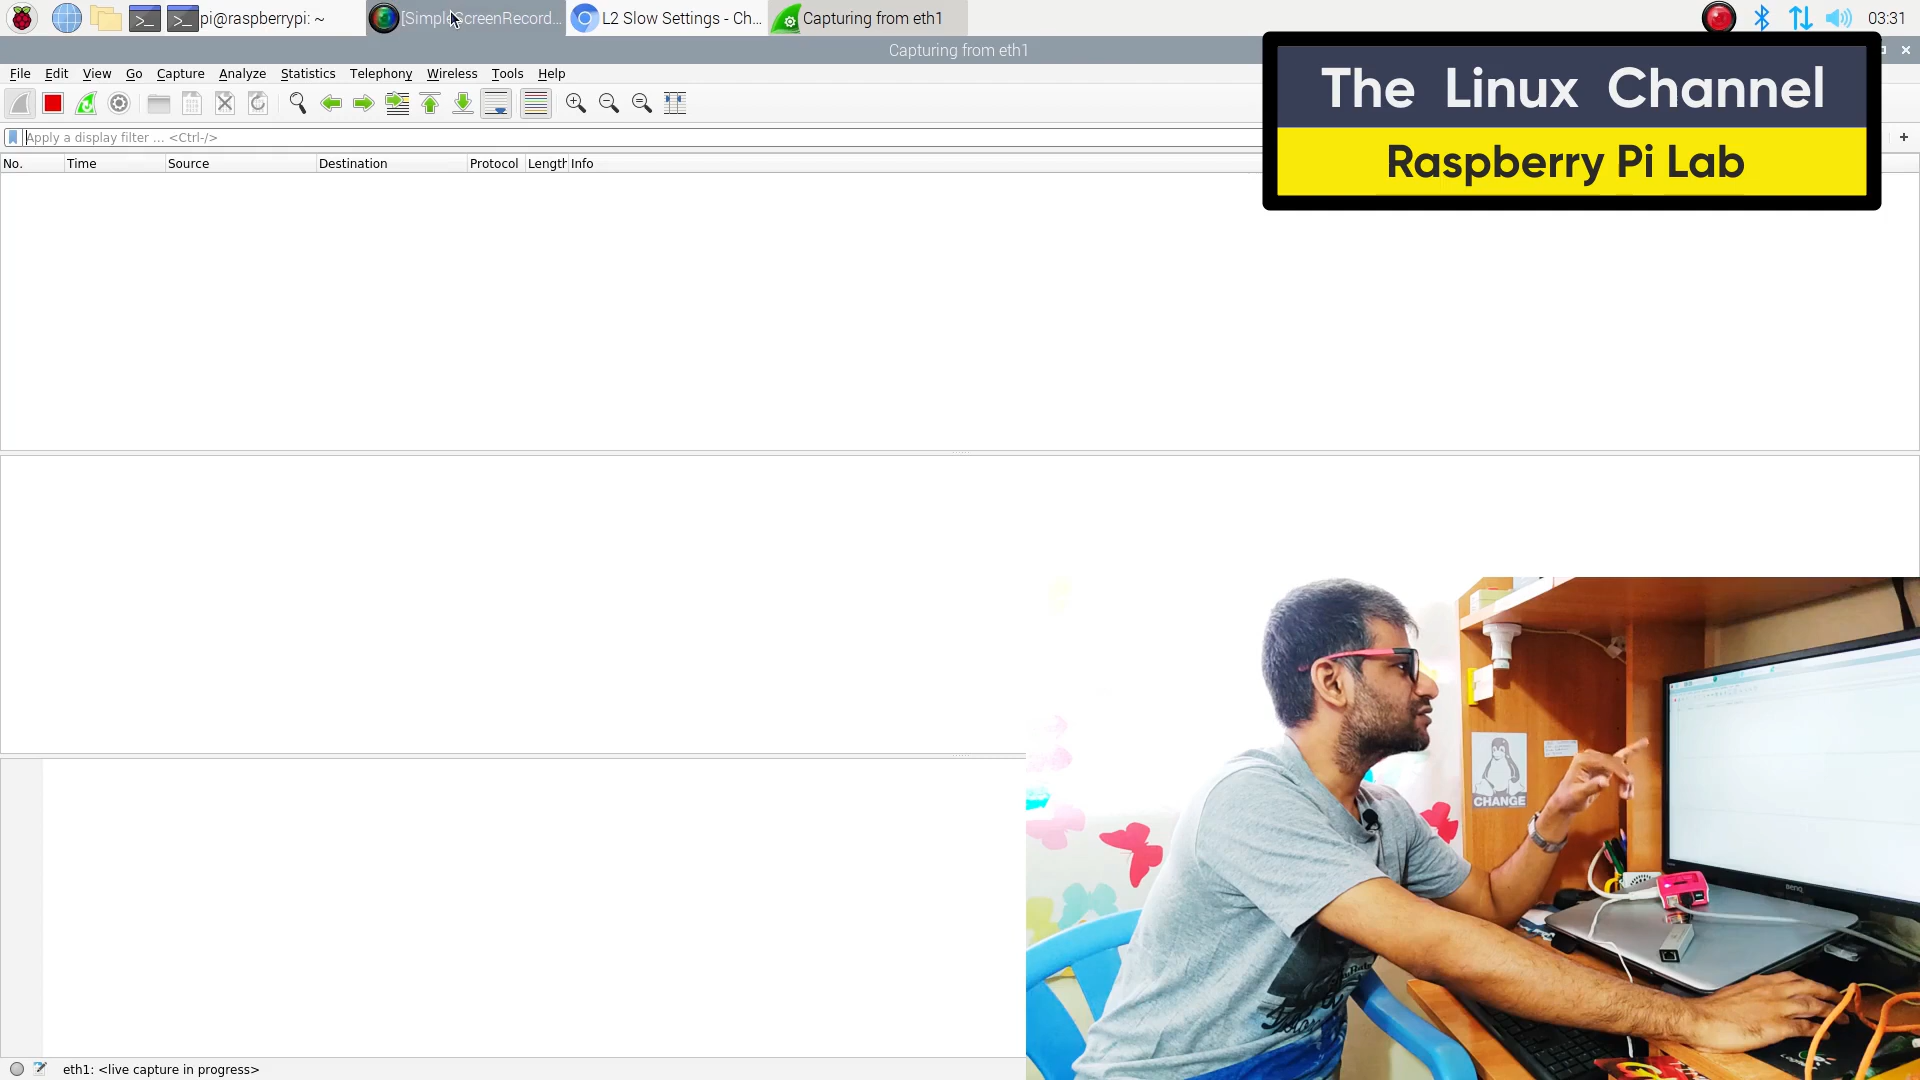 pi@raspberrypi: ~
[SimpleScreenRecord...
L2 Slow Settings - Ch...
Capturing from eth1
03:31
Capturing from eth1
File Edit View Go Capture Analyze Statistics Telephony Wireless Tools Help
The Linux Channel
Raspberry Pi Lab
Apply a display filter ... <Ctrl-/>
+
No. Time Source Destination Protocol Length Info
CHANGE
BenQ
eth1: <live capture in progress>